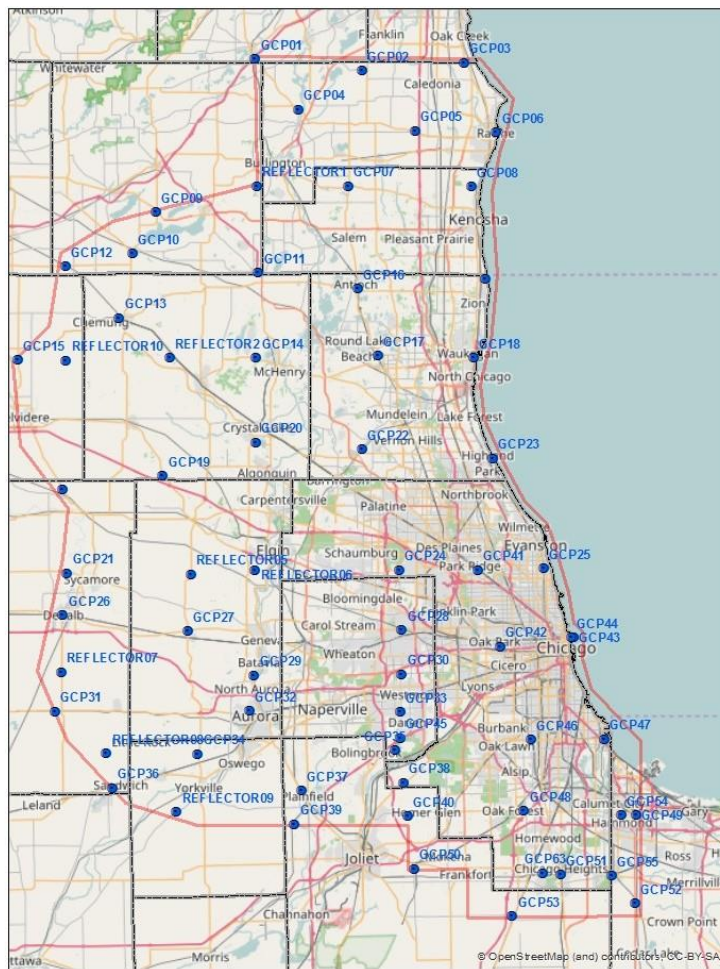 Franklin
Oak Creek
GCP01
GCP02
GCP03
Whitewater
Caledonia
GCP04
GCP05
GCP06
Burlington
REFLECTOR1
GCP07
GCP08
GCP09
Kenosha
Salem
Pleasant Prairie
GCP10
GCP12
GCP11
GCP16
Antioch
Zion
GCP13
Chemung
GCP15
REFLECTOR10
REFLECTOR2
GCP14
Round Lake
Beach
GCP17
GCP18
Waukegan
McHenry
North Chicago
Mundelein
Lake Forest
Crystal Lake
GCP20
GCP22
Vernon Hills
GCP19
Algonquin
GCP23
Highland
Park
Carpentersville
Northbrook
Palatine
Wilmette
Elgin
Schaumburg
Des Plaines
Evanston
GCP21
Sycamore
REFLECTOR05
REFLECTOR06
GCP24
GCP41
Park Ridge
GCP25
Bloomingdale
GCP26
DeKalb
GCP27
Carol Stream
GCP28
Franklin Park
Geneva
GCP44
GCP43
Oak Park
GCP42
Chicago
Wheaton
Cicero
REFLECTOR07
Batavia
GCP29
GCP30
North Aurora
Lyons
GCP31
GCP32
Aurora
Naperville
GCP33
GCP45
Burbank
GCP46
GCP47
Oak Lawn
REFLECTOR08
GCP34
GCP35
Bolingbrook
Oswego
Alsip
GCP36
Sandwich
Yorkville
GCP37
Plainfield
GCP38
Leland
REFLECTOR09
GCP39
GCP40
Homer Glen
Oak Forest
GCP48
GCP54
GCP49
Hammond
Gary
Homewood
Joliet
GCP50
Mokena
Frankfort
GCP63
GCP51
Chicago Heights
GCP55
Ross
Merrillville
GCP52
GCP53
Channahon
Crown Point
Morris
Cedar Lake
© OpenStreetMap (and) contributors, CC-BY-SA